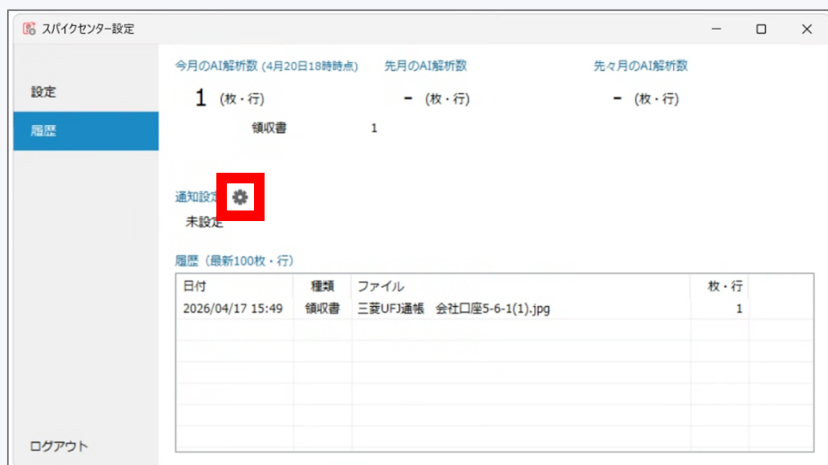 スパイクセンター設定
設定
履歴
ログアウト
今月のAI解析数 (4月20日18時時点) 先月のAI解析数 先々月のAI解析数
1 (枚・行) - (枚・行) - (枚・行)
領収書 1
通知設定
未設定
履歴（最新100枚・行）
日付 種類 ファイル 枚・行
2026/04/17 15:49 領収書 三菱UFJ通帳 会社口座5-6-1(1).jpg 1